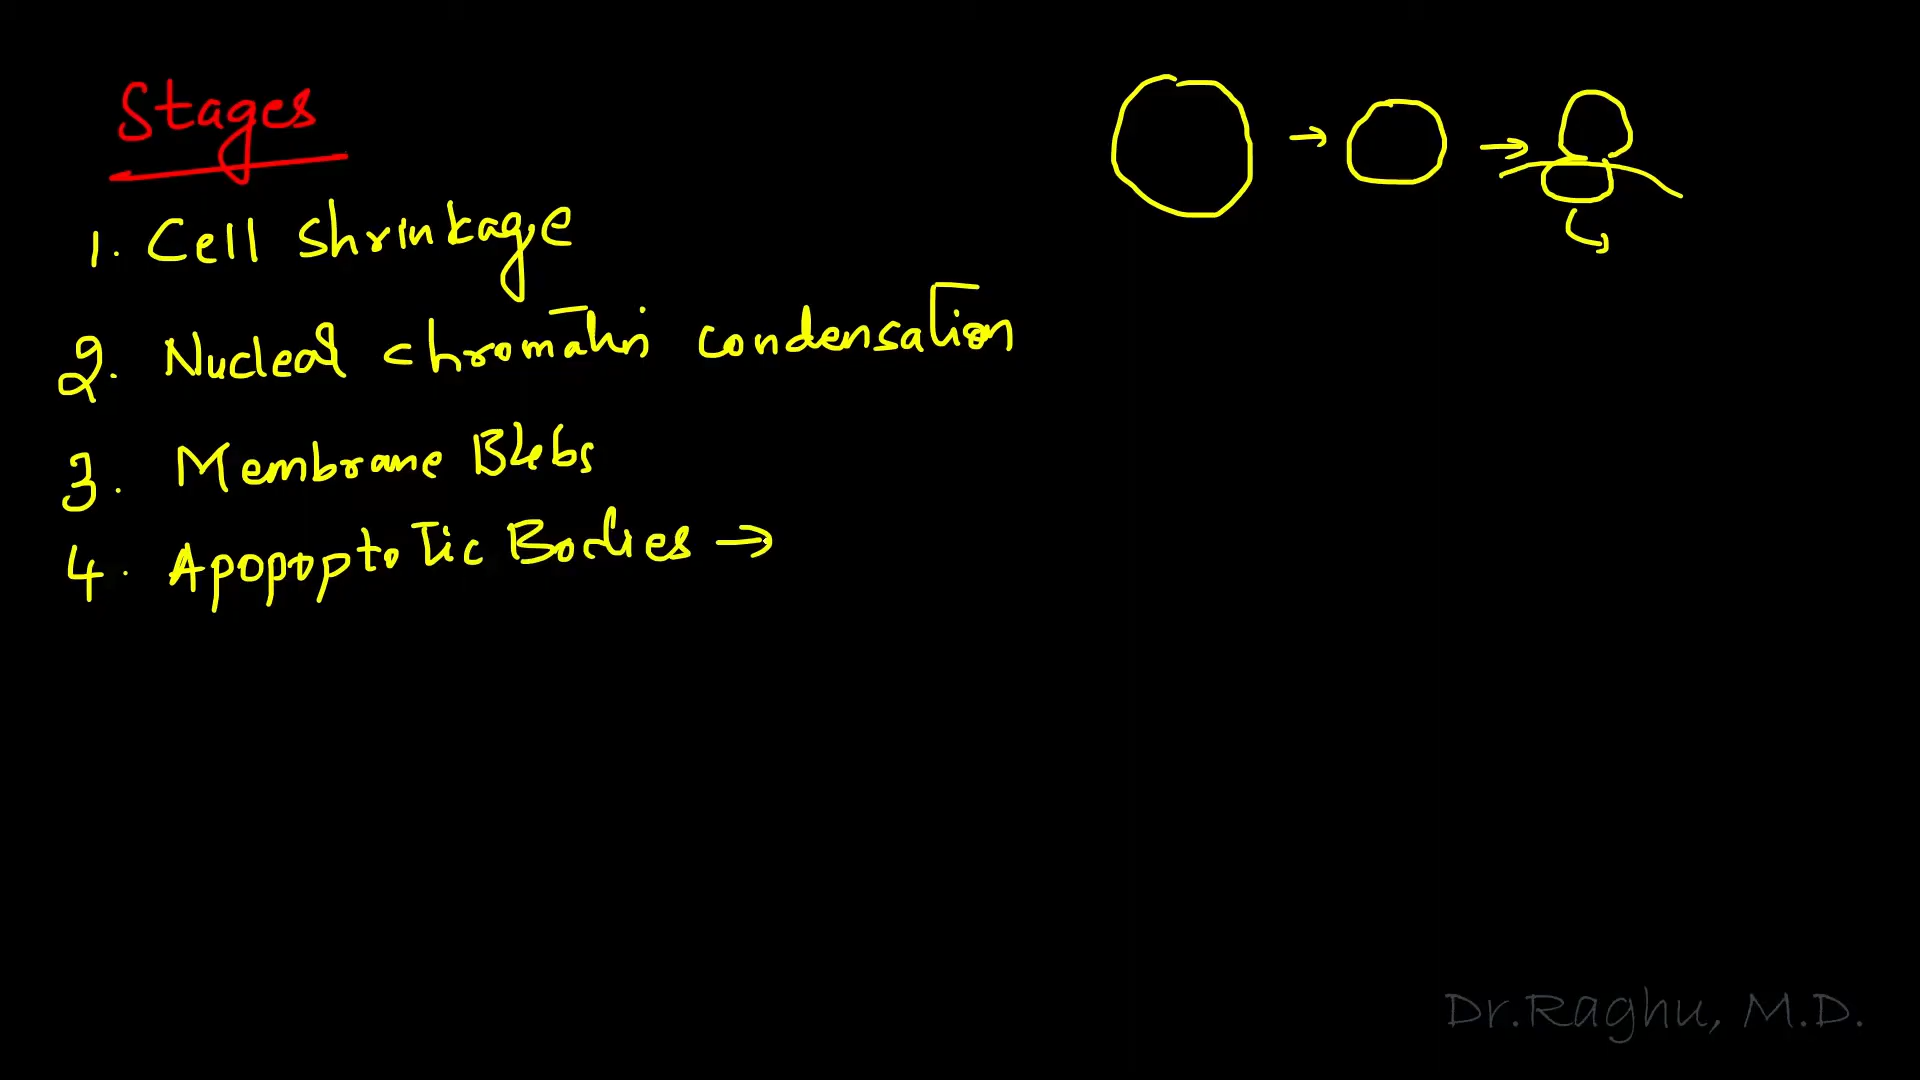 Stages
1. Cell shrinkage
2. Nuclear chromatin condensation
3. Membrane Blebs
4. Apopoptotic Bodies →
Dr.Raghu, M.D.